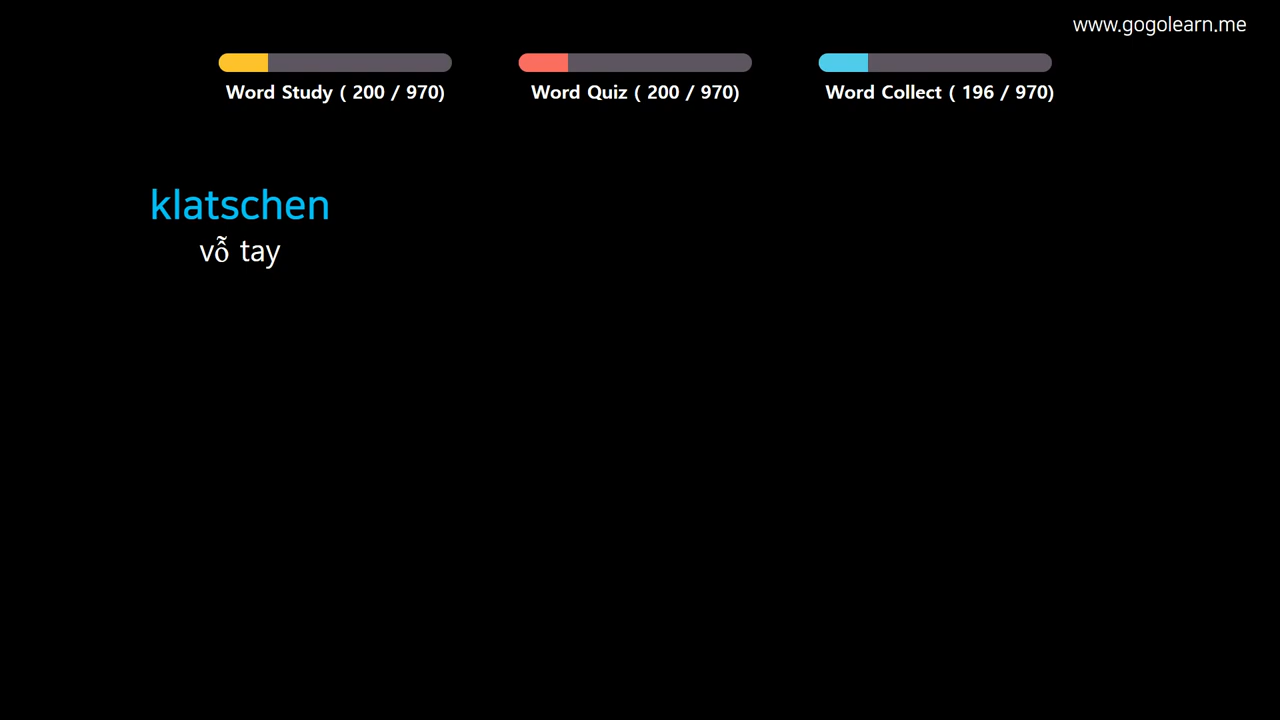 www.gogolearn.me
Word Study ( 200 / 970)
Word Quiz ( 200 / 970)
Word Collect ( 196 / 970)
klatschen
vỗ tay